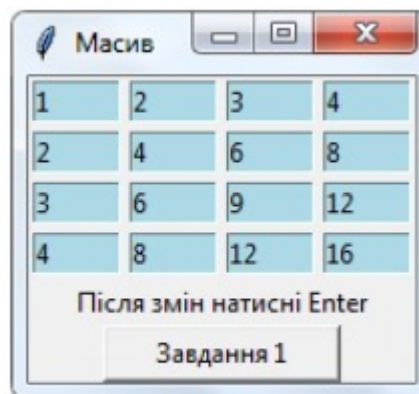 Масив
1 2 3 4
2 4 6 8
3 6 9 12
4 8 12 16
Після змін натисні Enter
Завдання 1